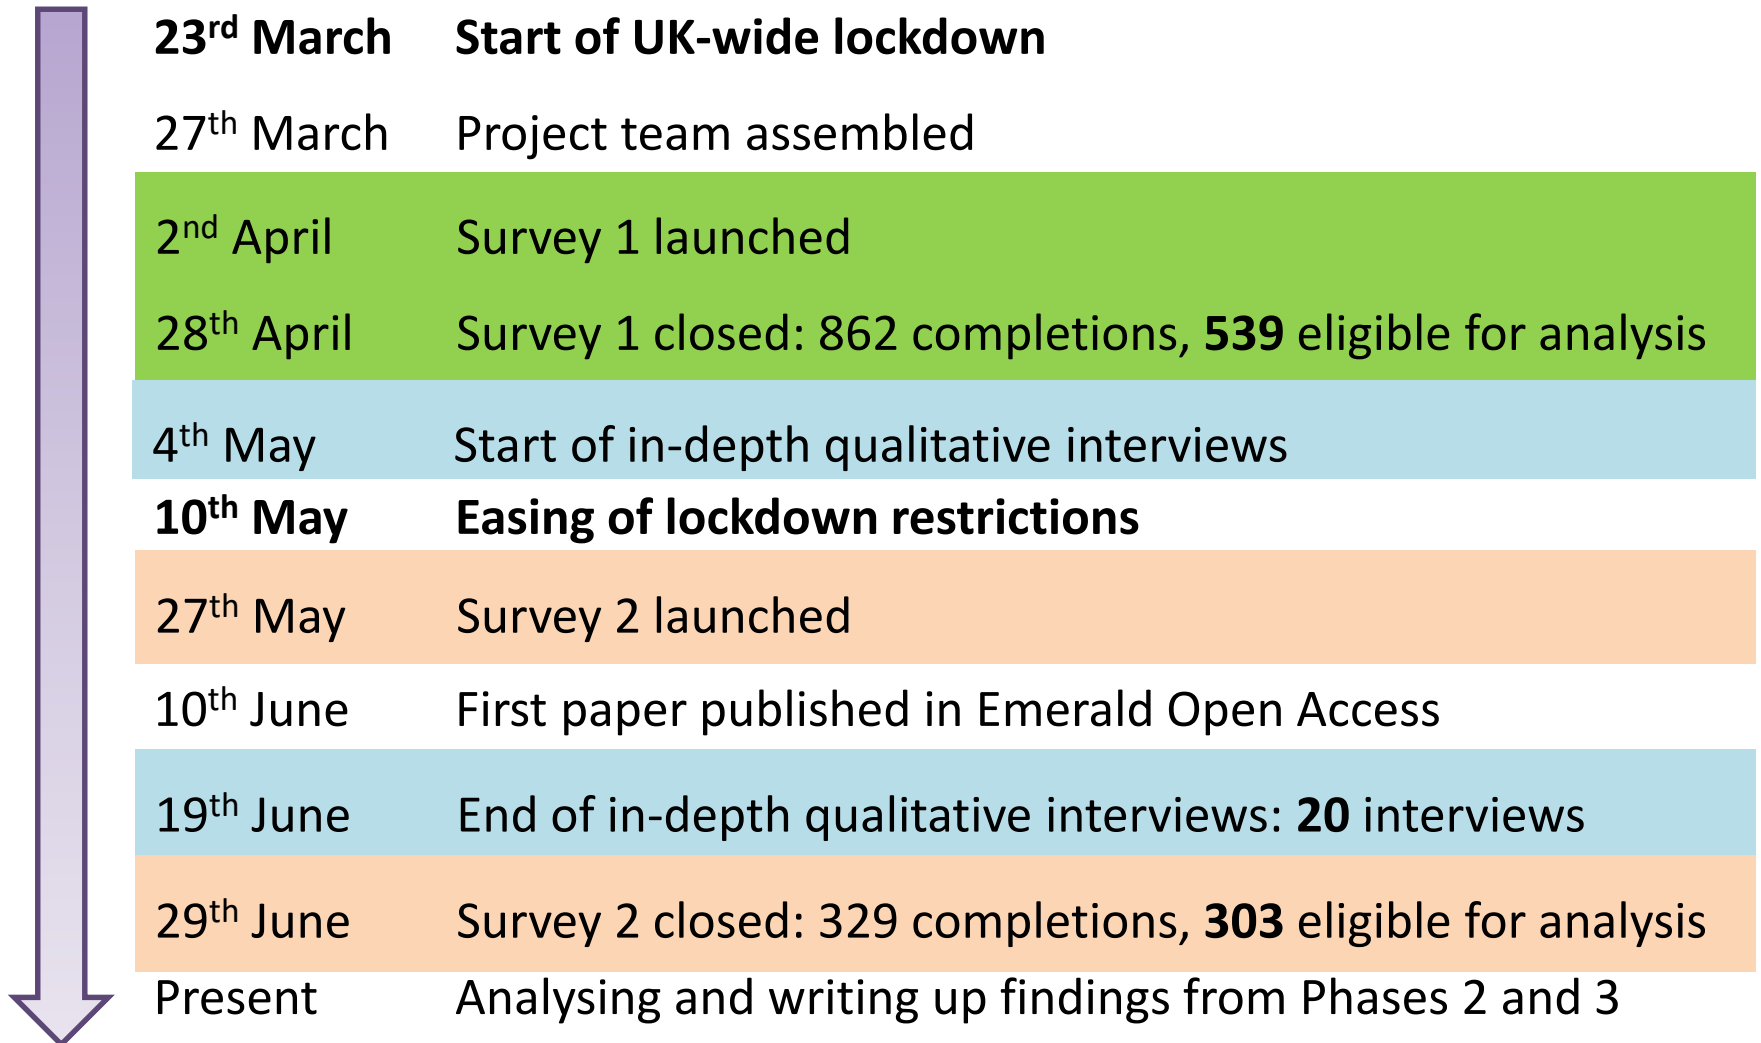 23rd March Start of UK-wide lockdown
27th March Project team assembled
2nd April Survey 1 launched
28th April Survey 1 closed: 862 completions, 539 eligible for analysis
4th May Start of in-depth qualitative interviews
10th May Easing of lockdown restrictions
27th May Survey 2 launched
10th June First paper published in Emerald Open Access
19th June End of in-depth qualitative interviews: 20 interviews
29th June Survey 2 closed: 329 completions, 303 eligible for analysis
Present Analysing and writing up findings from Phases 2 and 3